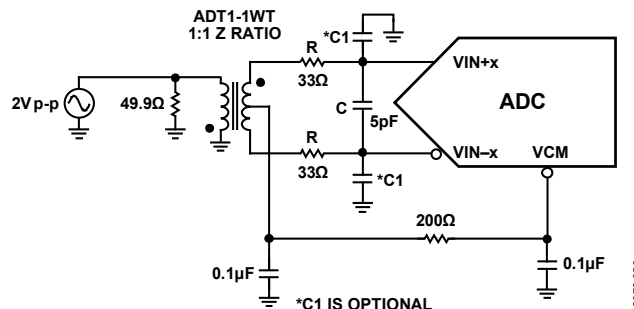 ADT1-1WT
1:1 Z RATIO
*C1
R
33Ω
VIN+x
2V p-p
49.9Ω
C
5pF
ADC
R
33Ω
VIN–x
VCM
*C1
200Ω
0.1µF
0.1µF
*C1 IS OPTIONAL